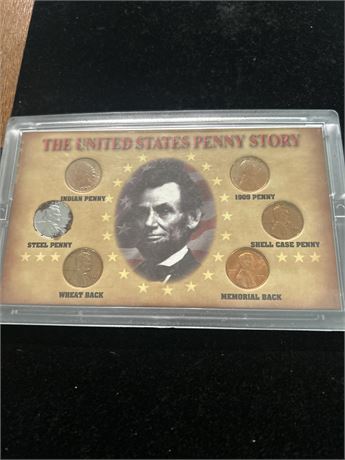 THE UNITED STATES PENNY STORY
INDIAN PENNY
1909 PENNY
STEEL PENNY
SHELL CASE PENNY
WHEAT BACK
MEMORIAL BACK